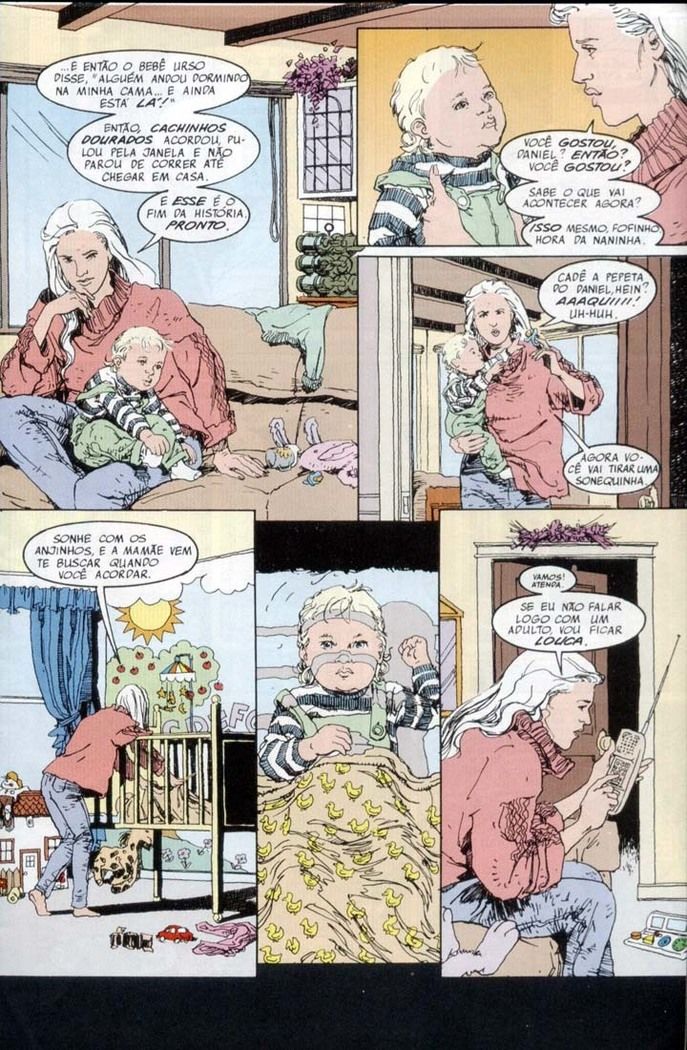 ...E ENTÃO O BEBÊ URSO
DISSE, "ALGUÉM ANDOU DORMINDO
NA MINHA CAMA... E AINDA
ESTÁ LÁ!"
ENTÃO, CACHINHOS
DOURADOS ACORDOU, PU-
LOU PELA JANELA E NÃO
PAROU DE CORRER ATÉ
CHEGAR EM CASA.
E ESSE É O
FIM DA HISTÓRIA.
PRONTO.
VOCÊ GOSTOU,
DANIEL? ENTÃO?
VOCÊ GOSTOU?
SABE O QUE VAI
ACONTECER AGORA?
ISSO MESMO, FOFINHO
HORA DA NANINHA.
CADÊ A PEPETA
DO DANIEL, HEIN?
AAAQUIIII!
UH-HUH.
AGORA VO-
CÊ VAI TIRAR UMA
SONEQUINHA.
SONHE COM OS
ANJINHOS, E A MAMÃE VEM
TE BUSCAR QUANDO
VOCÊ ACORDAR.
VAMOS!
ATENDA.
SE EU NÃO FALAR
LOGO COM UM
ADULTO, VOU FICAR
LOUCA.